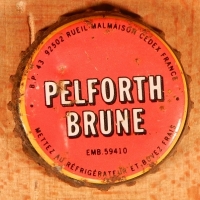 B.P. 43 92502 RUEIL MALMAISON CEDEX FRANCE
PELFORTH
BRUNE
EMB. 59410
METTEZ AU RÉFRIGÉRATEUR ET BUVEZ FRAIS